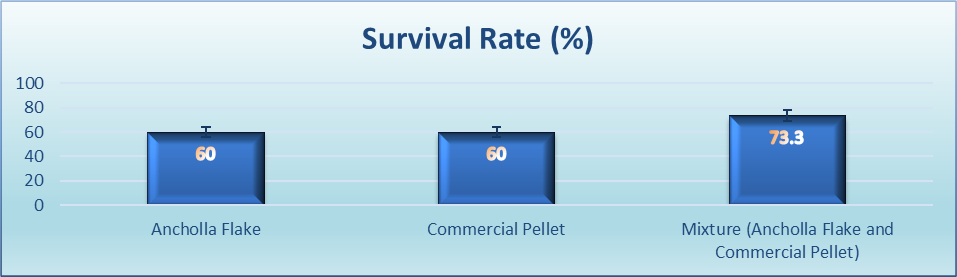 Survival Rate (%)
100
80
60
40
20
0
60
60
73.3
Ancholla Flake
Commercial Pellet
Mixture (Ancholla Flake and
Commercial Pellet)